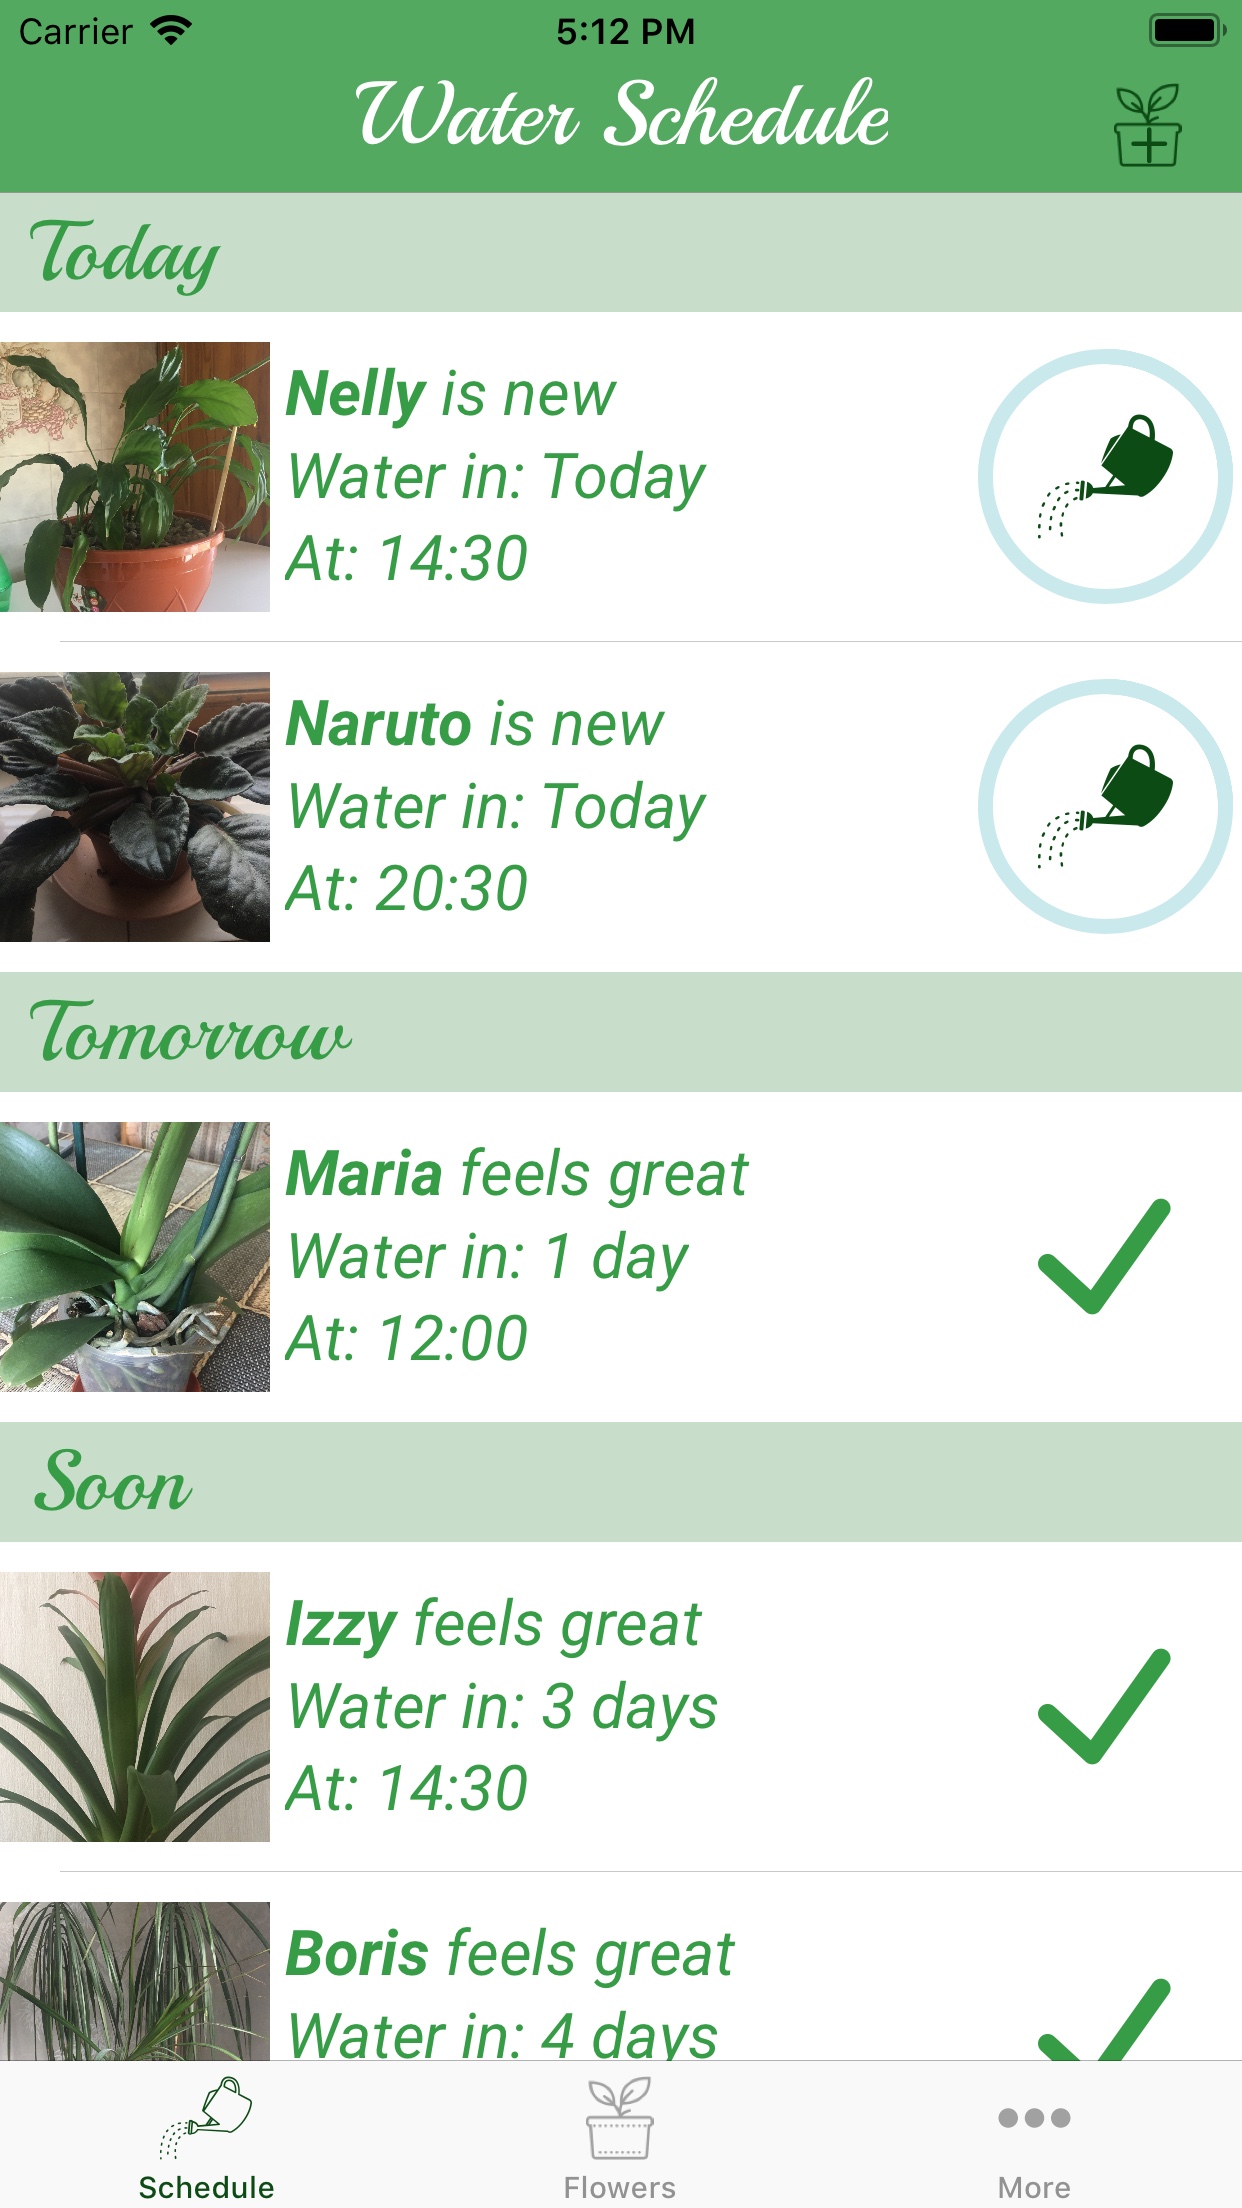 Carrier
5:12 PM
Water Schedule
Today
Nelly is new
Water in: Today
At: 14:30
Naruto is new
Water in: Today
At: 20:30
Tomorrow
Maria feels great
Water in: 1 day
At: 12:00
Soon
Izzy feels great
Water in: 3 days
At: 14:30
Boris feels great
Water in: 4 days
Schedule
Flowers
More